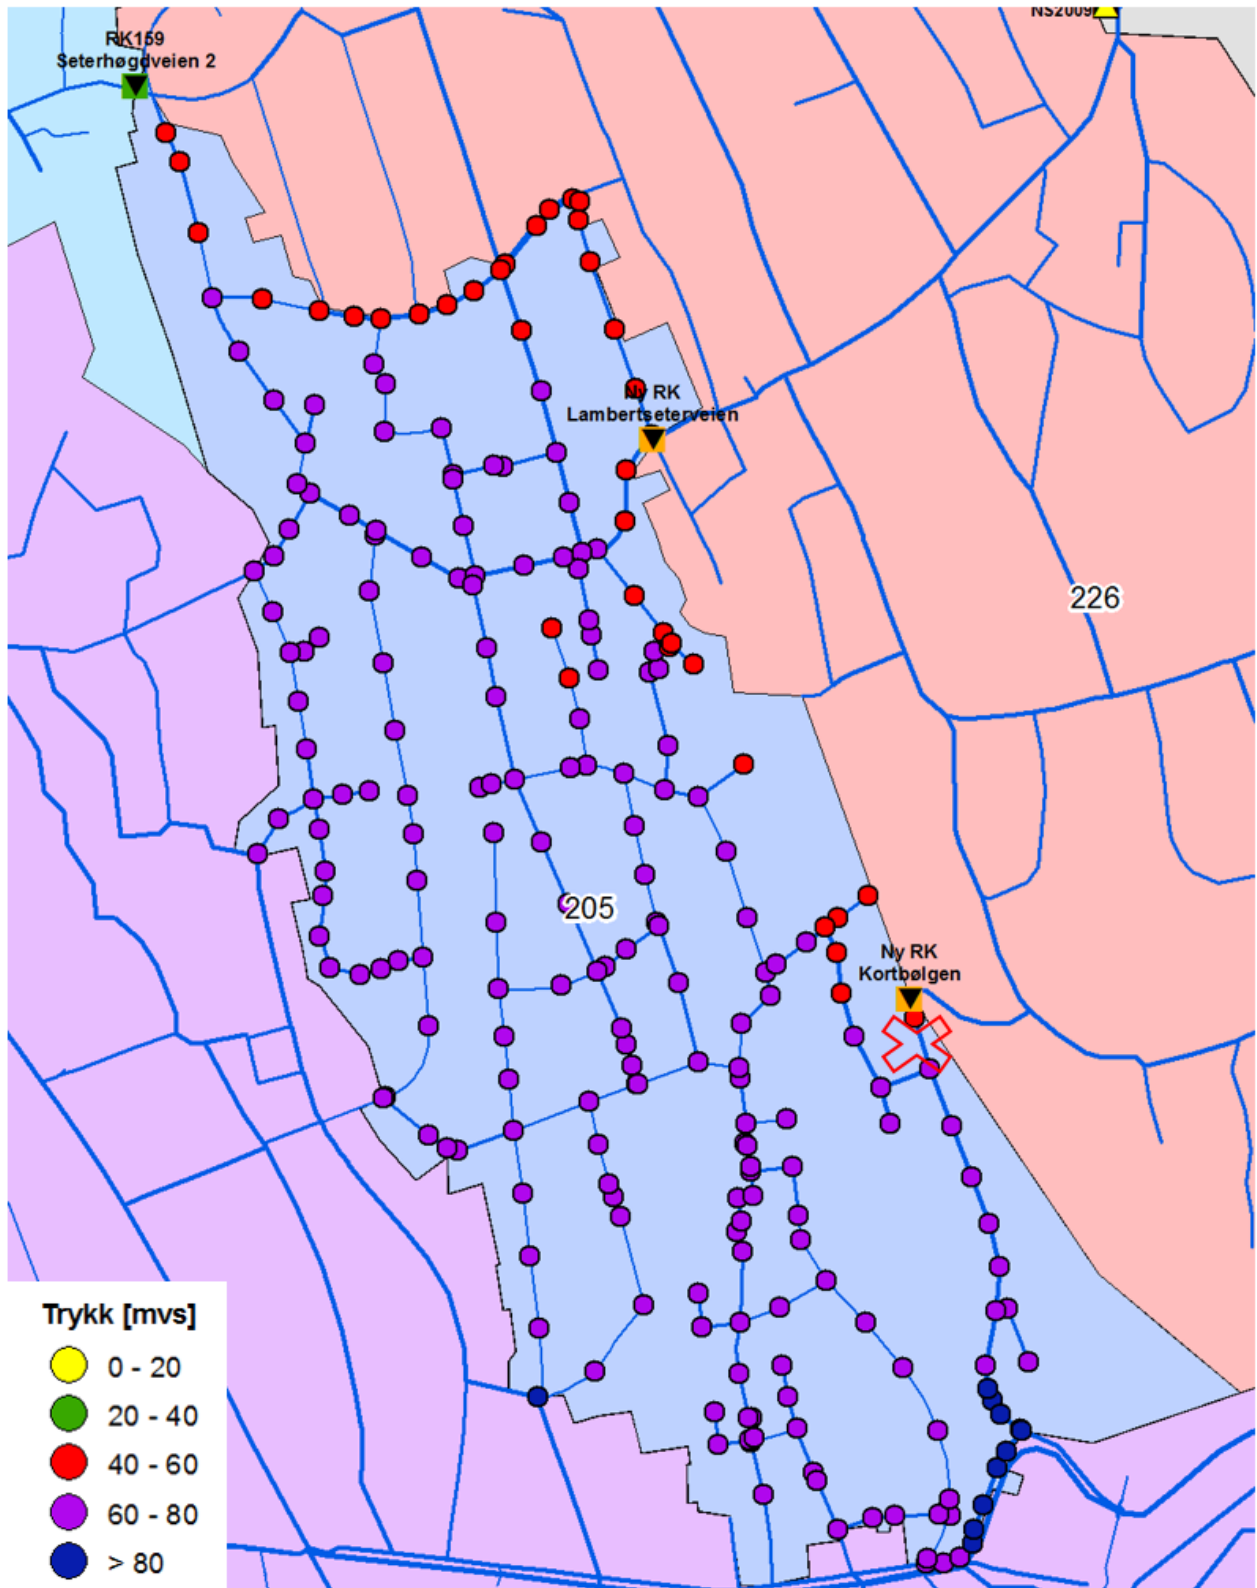 NS2009
RK159
Seterhøgdveien 2
Ny RK
Lambertseterveien
226
205
Ny RK
Kortbølgen
Trykk [mvs]
0 - 20
20 - 40
40 - 60
60 - 80
> 80